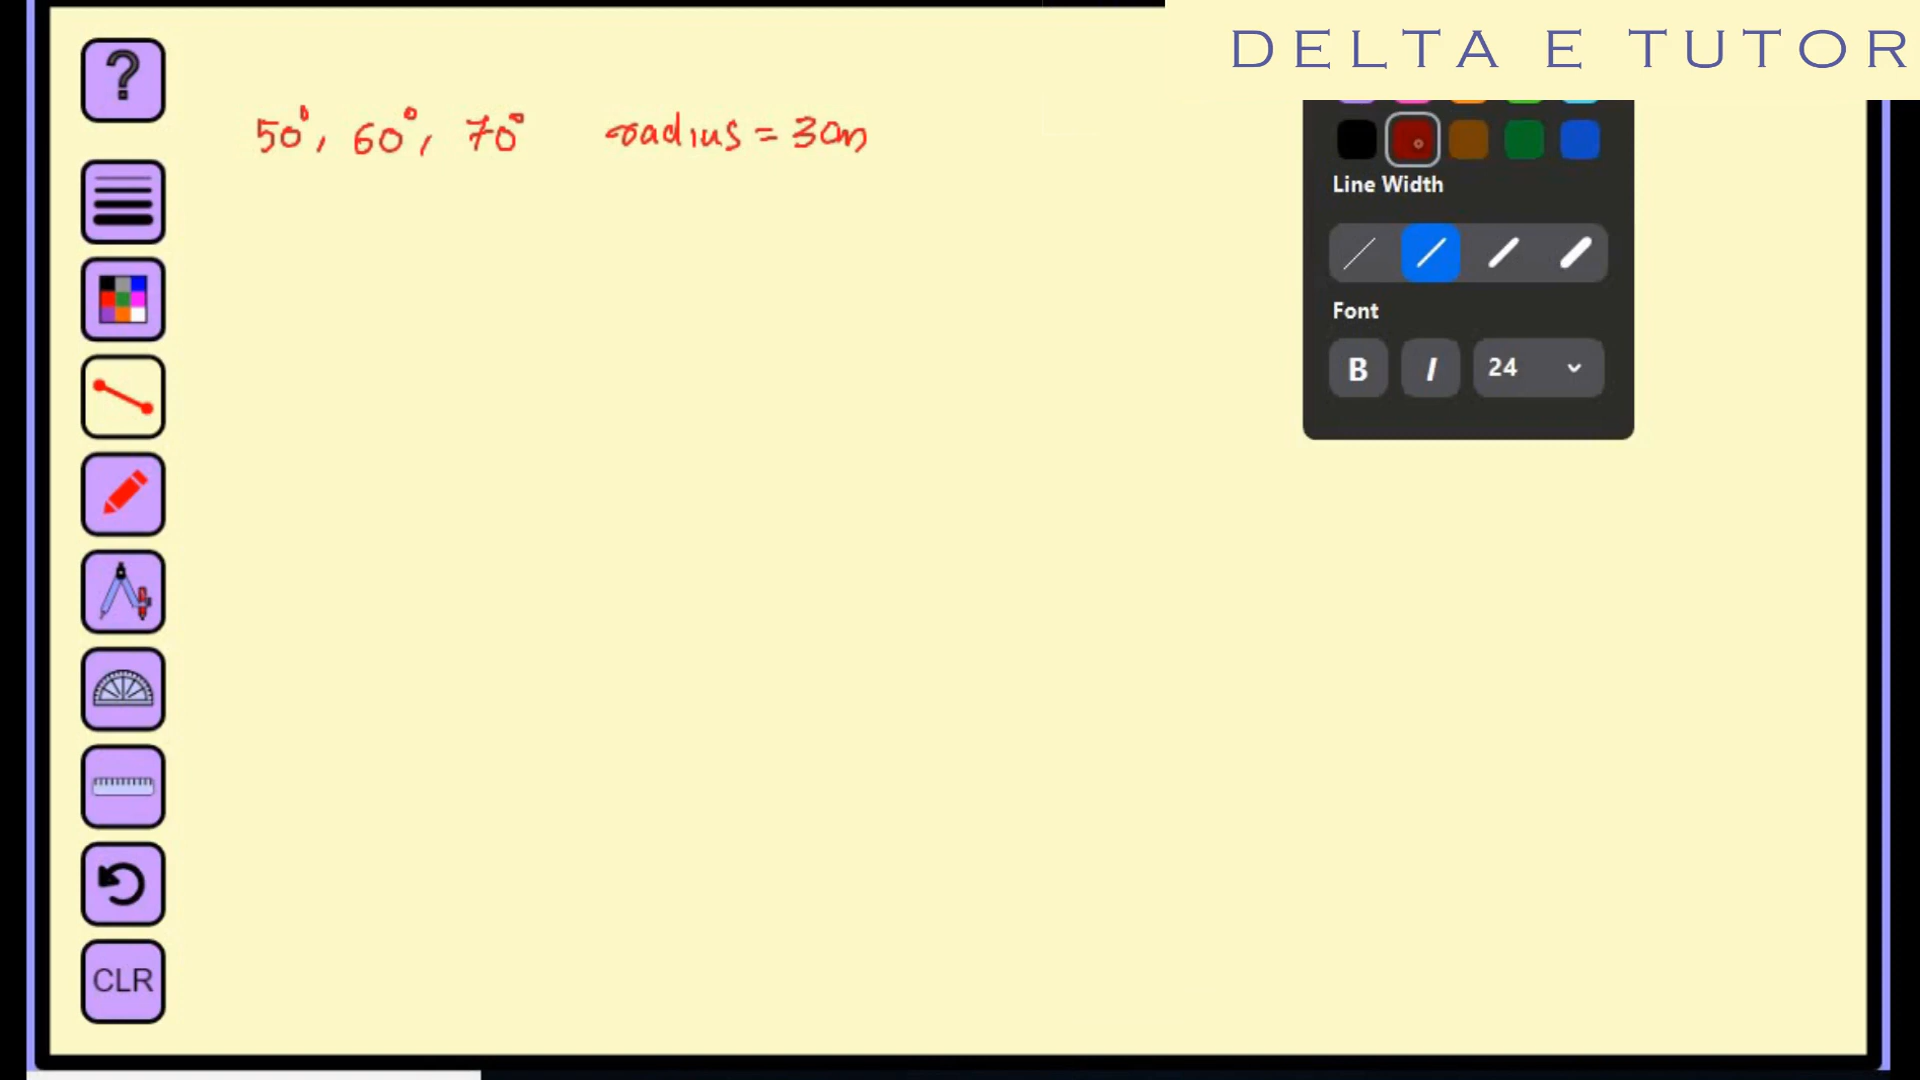 DELTA E TUTOR
?
50°, 60°, 70° radius = 3cm
Line Width
Font
B I 24
CLR